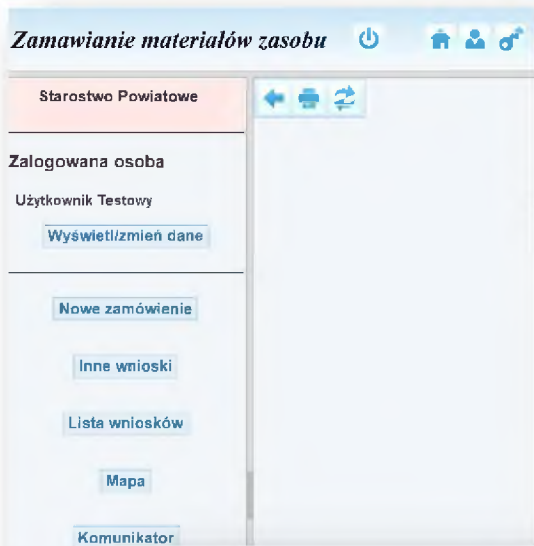 Zamawianie materiałów zasobu
Starostwo Powiatowe
Zalogowana osoba
Użytkownik Testowy
Wyświetl/zmień dane
Nowe zamówienie
Inne wnioski
Lista wniosków
Mapa
Komunikator